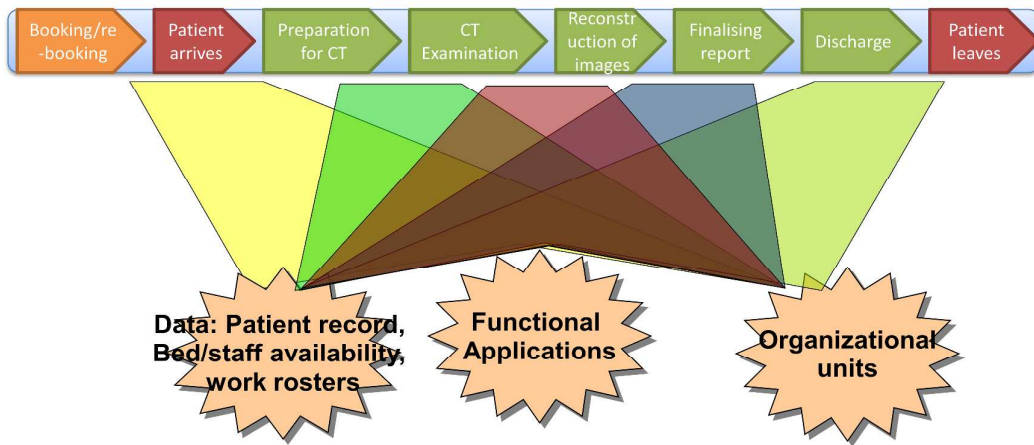 Booking/re
-booking
Patient
arrives
Preparation
for CT
CT
Examination
Reconstr
uction of
images
Finalising
report
Discharge
Patient
leaves
Data: Patient record,
Bed/staff availability,
work rosters
Functional
Applications
Organizational
units